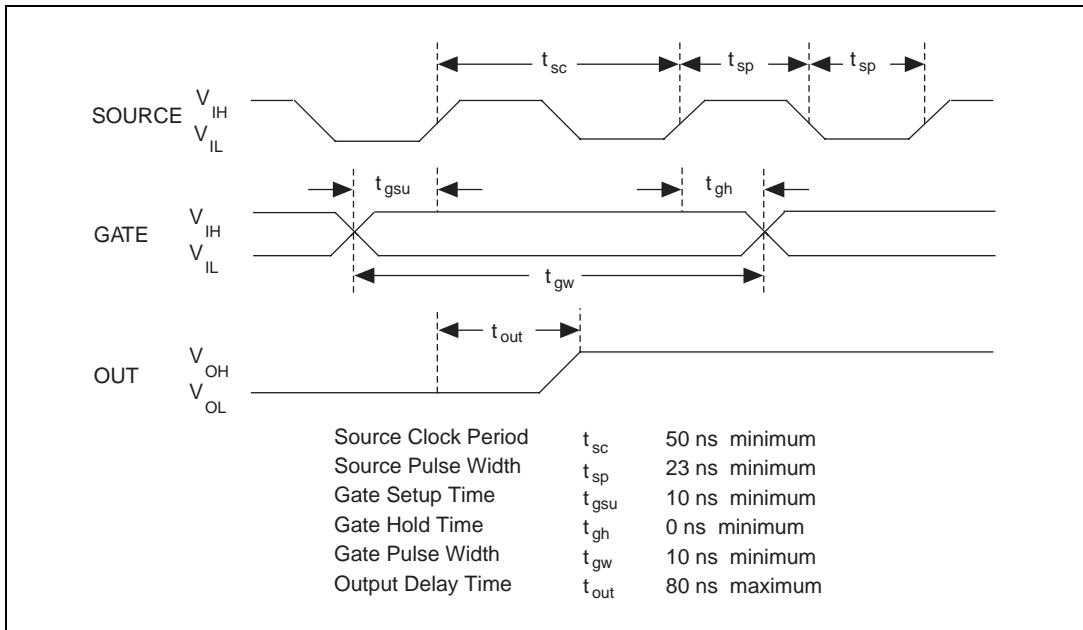 t sc t sp t sp
SOURCE V IH
V IL
t gsu t gh
GATE V IH
V IL
t gw
t out
OUT V OH
V OL
Source Clock Period t sc 50 ns minimum
Source Pulse Width t sp 23 ns minimum
Gate Setup Time t gsu 10 ns minimum
Gate Hold Time t gh 0 ns minimum
Gate Pulse Width t gw 10 ns minimum
Output Delay Time t out 80 ns maximum